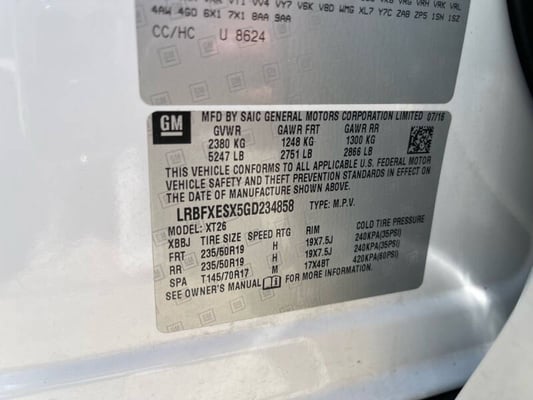 4AW 4GO 6X1 7X1 8AA 9AA
CC/HC U 8624
GM
MFD BY SAIC GENERAL MOTORS CORPORATION LIMITED 07/16
GVWR GAWR FRT GAWR RR
2380 KG 1248 KG 1300 KG
5247 LB 2751 LB 2866 LB
THIS VEHICLE CONFORMS TO ALL APPLICABLE U.S. FEDERAL MOTOR
VEHICLE SAFETY AND THEFT PREVENTION STANDARDS IN EFFECT ON
THE DATE OF MANUFACTURE SHOWN ABOVE.
LRBFXESX5GD234858 TYPE: M.P.V.
MODEL: XT26
XBBJ TIRE SIZE SPEED RTG RIM COLD TIRE PRESSURE
FRT 235/50R19 H 19X7.5J 240KPA(35PSI)
RR 235/50R19 H 19X7.5J 240KPA(35PSI)
SPA T145/70R17 M 17X4BT 420KPA(60PSI)
SEE OWNER'S MANUAL FOR MORE INFORMATION.